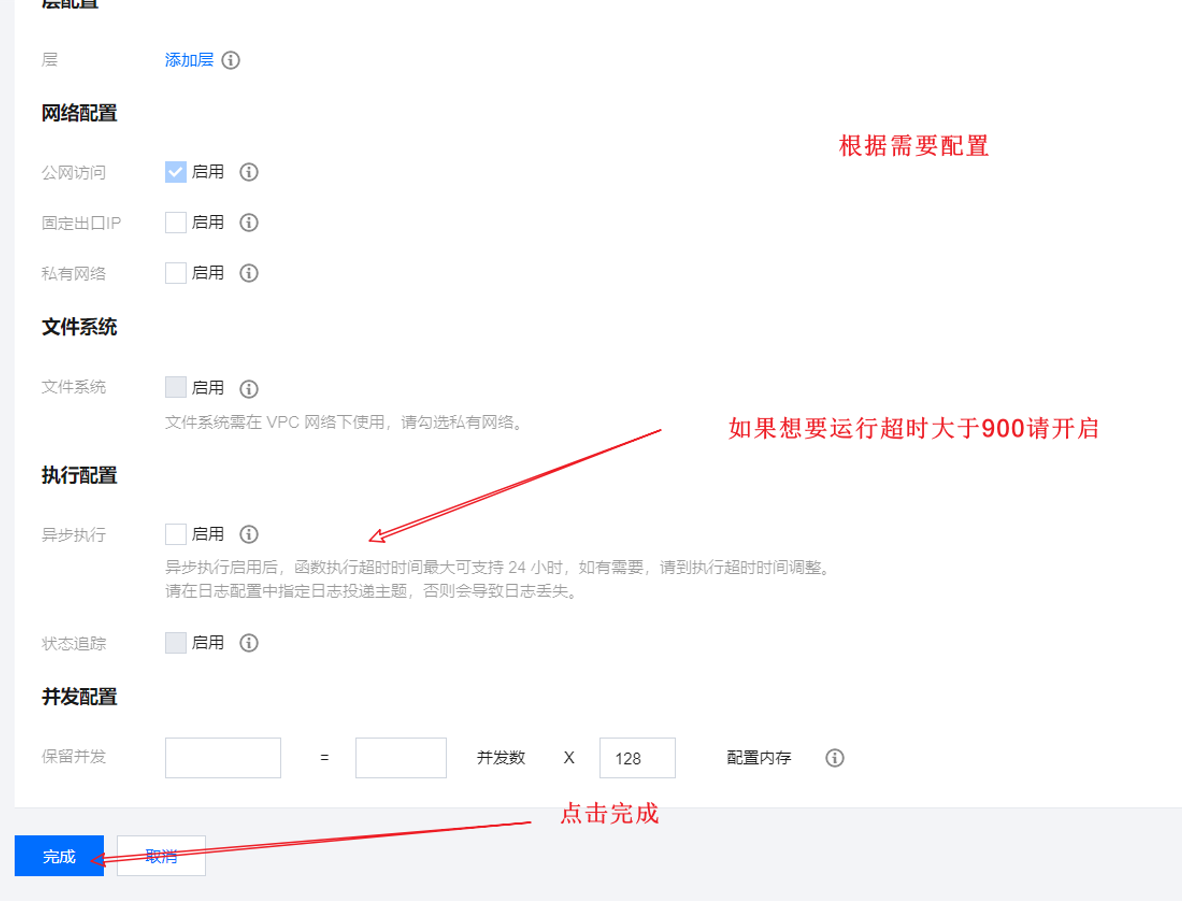 层配置
层 添加层
网络配置
根据需要配置
公网访问 启用
固定出口IP 启用
私有网络 启用
文件系统
文件系统 启用
文件系统需在 VPC 网络下使用，请勾选私有网络。
如果想要运行超时大于900请开启
执行配置
异步执行 启用
异步执行启用后，函数执行超时时间最大可支持 24 小时，如有需要，请到执行超时时间调整。
请在日志配置中指定日志投递主题，否则会导致日志丢失。
状态追踪 启用
并发配置
保留并发 = 并发数 X 128 配置内存
点击完成
完成 取消